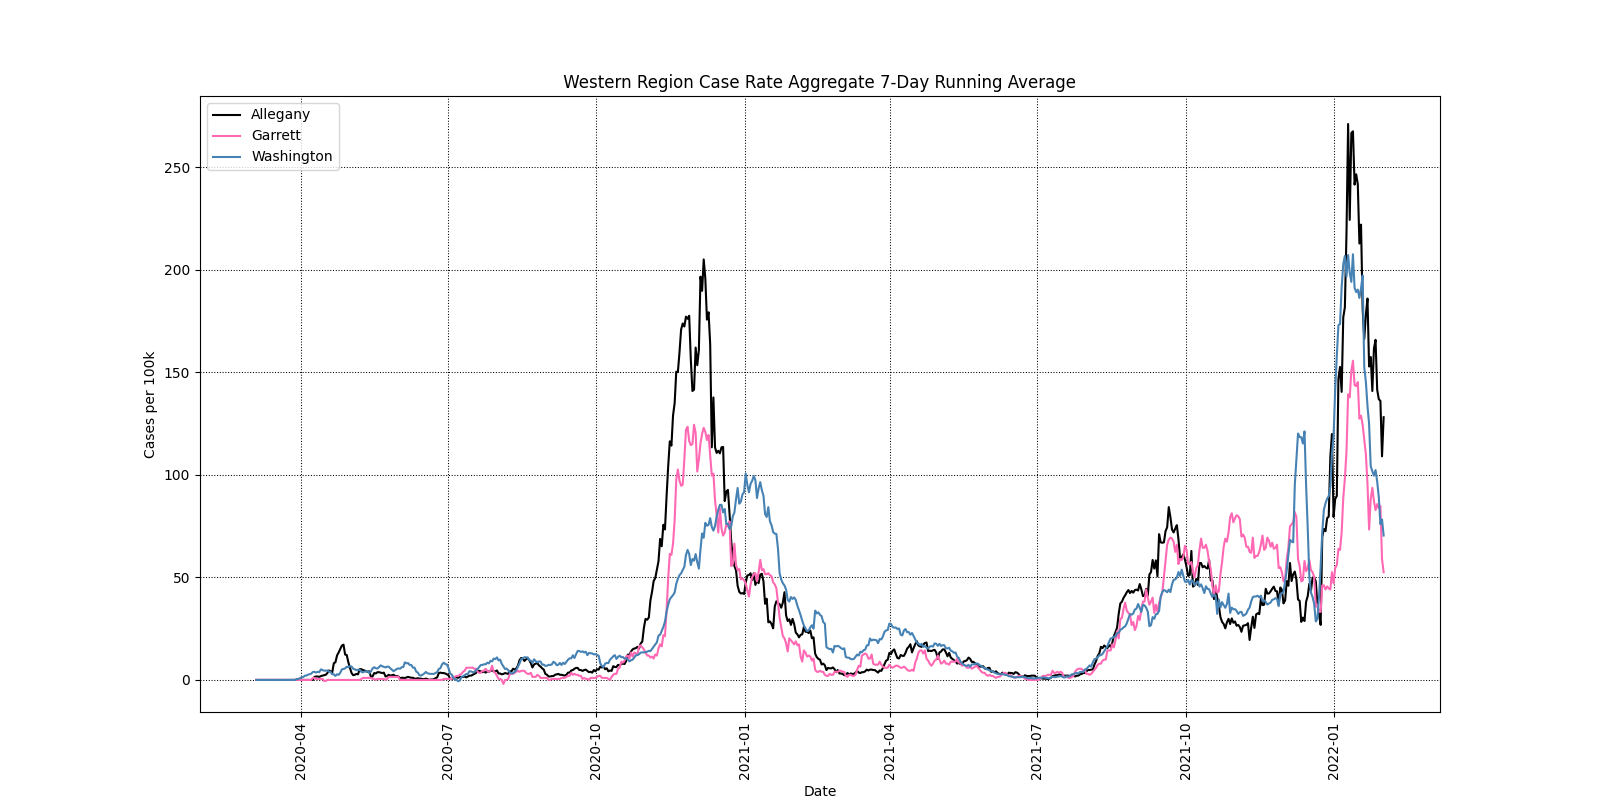 Western Region Case Rate Aggregate 7-Day Running Average
Allegany
Garrett
Washington
250
200
150
100
50
0
Cases per 100k
2020-04
2020-07
2020-10
2021-01
2021-04
2021-07
2021-10
2022-01
Date